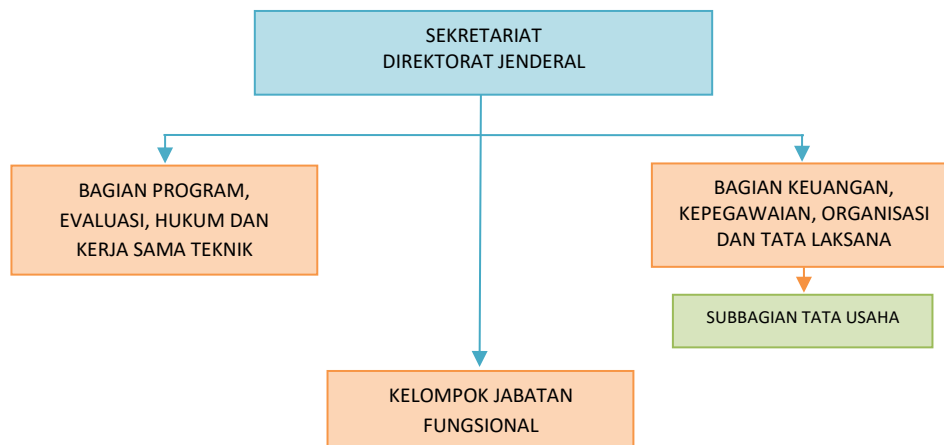 SEKRETARIAT
DIREKTORAT JENDERAL
BAGIAN PROGRAM,
EVALUASI, HUKUM DAN
KERJA SAMA TEKNIK
BAGIAN KEUANGAN,
KEPEGAWAIAN, ORGANISASI
DAN TATA LAKSANA
SUBBAGIAN TATA USAHA
KELOMPOK JABATAN
FUNGSIONAL